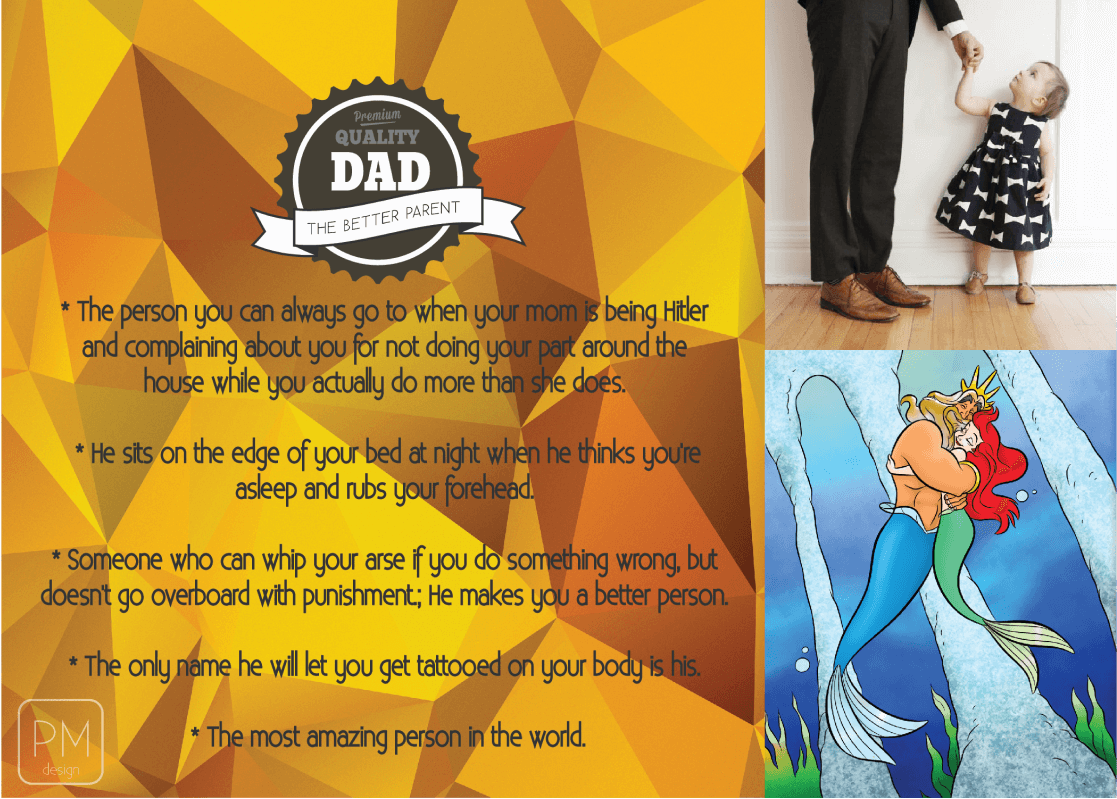 Premium
QUALITY
DAD
THE BETTER PARENT
* The person you can always go to when your mom is being Hitler
and complaining about you for not doing your part around the
house while you actually do more than she does.
* He sits on the edge of your bed at night when he thinks you're
asleep and rubs your forehead.
* Someone who can whip your arse if you do something wrong, but
doesn't go overboard with punishment.; He makes you a better person.
* The only name he will let you get tattooed on your body is his.
* The most amazing person in the world.
PM
design